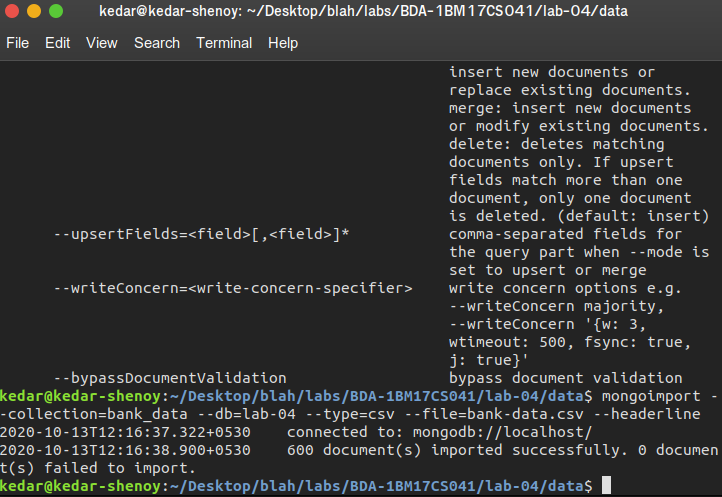 kedar@kedar-shenoy: ~/Desktop/blah/labs/BDA-1BM17CS041/lab-04/data
File Edit View Search Terminal Help
insert new documents or
replace existing documents.
merge: insert new documents
or modify existing documents.
delete: deletes matching
documents only. If upsert
fields match more than one
document, only one document
is deleted. (default: insert)
--upsertFields=<field>[,<field>]* comma-separated fields for
the query part when --mode is
set to upsert or merge
--writeConcern=<write-concern-specifier> write concern options e.g.
--writeConcern majority,
--writeConcern '{w: 3,
wtimeout: 500, fsync: true,
j: true}'
--bypassDocumentValidation bypass document validation
kedar@kedar-shenoy:~/Desktop/blah/labs/BDA-1BM17CS041/lab-04/data$ mongoimport -
-collection=bank_data --db=lab-04 --type=csv --file=bank-data.csv --headerline
2020-10-13T12:16:37.322+0530 connected to: mongodb://localhost/
2020-10-13T12:16:38.900+0530 600 document(s) imported successfully. 0 documen
t(s) failed to import.
kedar@kedar-shenoy:~/Desktop/blah/labs/BDA-1BM17CS041/lab-04/data$